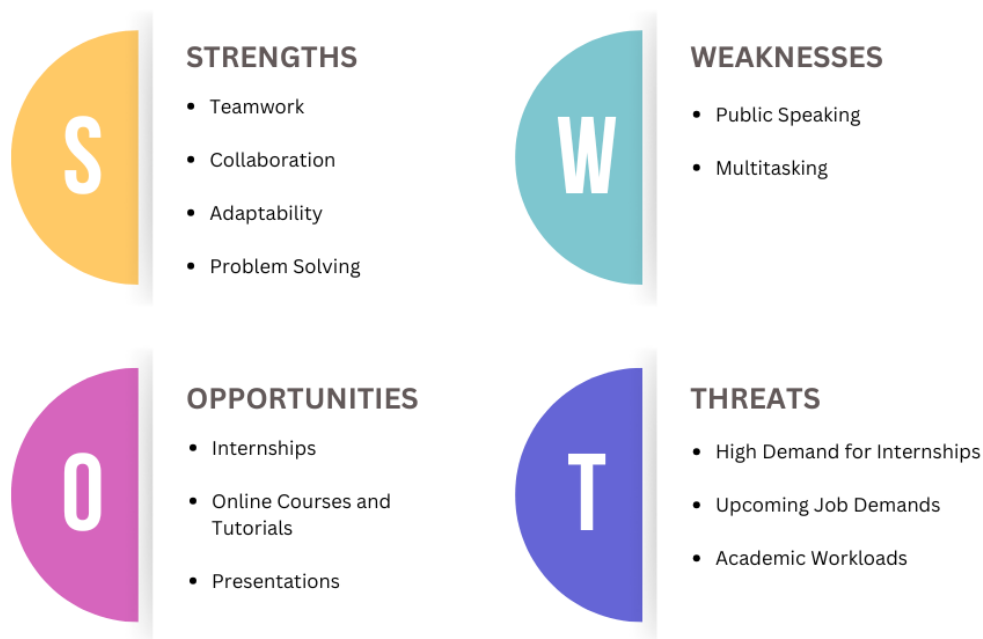 S
STRENGTHS
• Teamwork
• Collaboration
• Adaptability
• Problem Solving
W
WEAKNESSES
• Public Speaking
• Multitasking
O
OPPORTUNITIES
• Internships
• Online Courses and
Tutorials
• Presentations
T
THREATS
• High Demand for Internships
• Upcoming Job Demands
• Academic Workloads